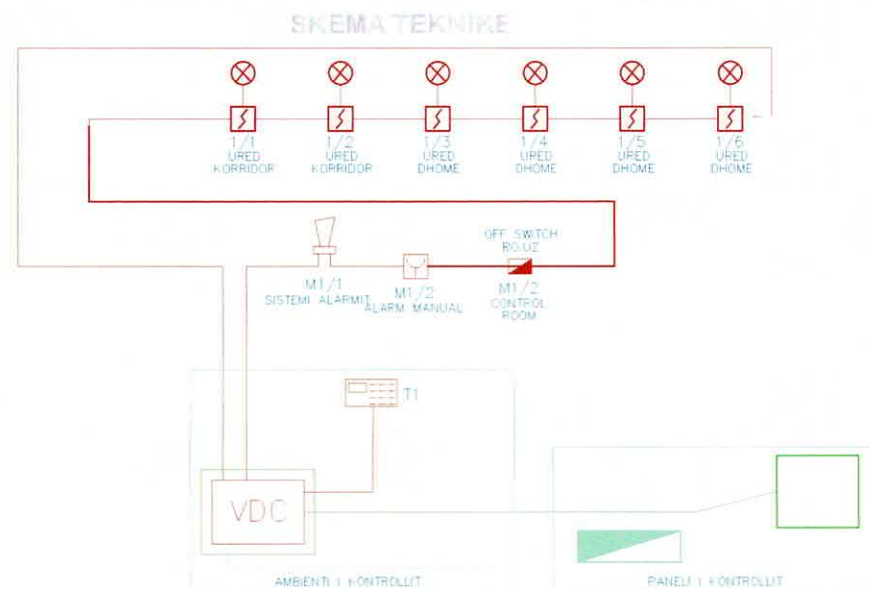 SKEMA TEKNIKE
1/1
URED
KORRIDOR
1/2
URED
KORRIDOR
1/3
URED
DHOME
1/4
URED
DHOME
1/5
URED
DHOME
1/6
URED
DHOME
M1/1
SISTEMI ALARMIT
M1/2
ALARM MANUAL
OFF SWITCH
RO.UZ
M1/2
CONTROL
ROOM
T1
VDC
AMBIENTI I KONTROLLIT
PANELI I KONTROLLIT